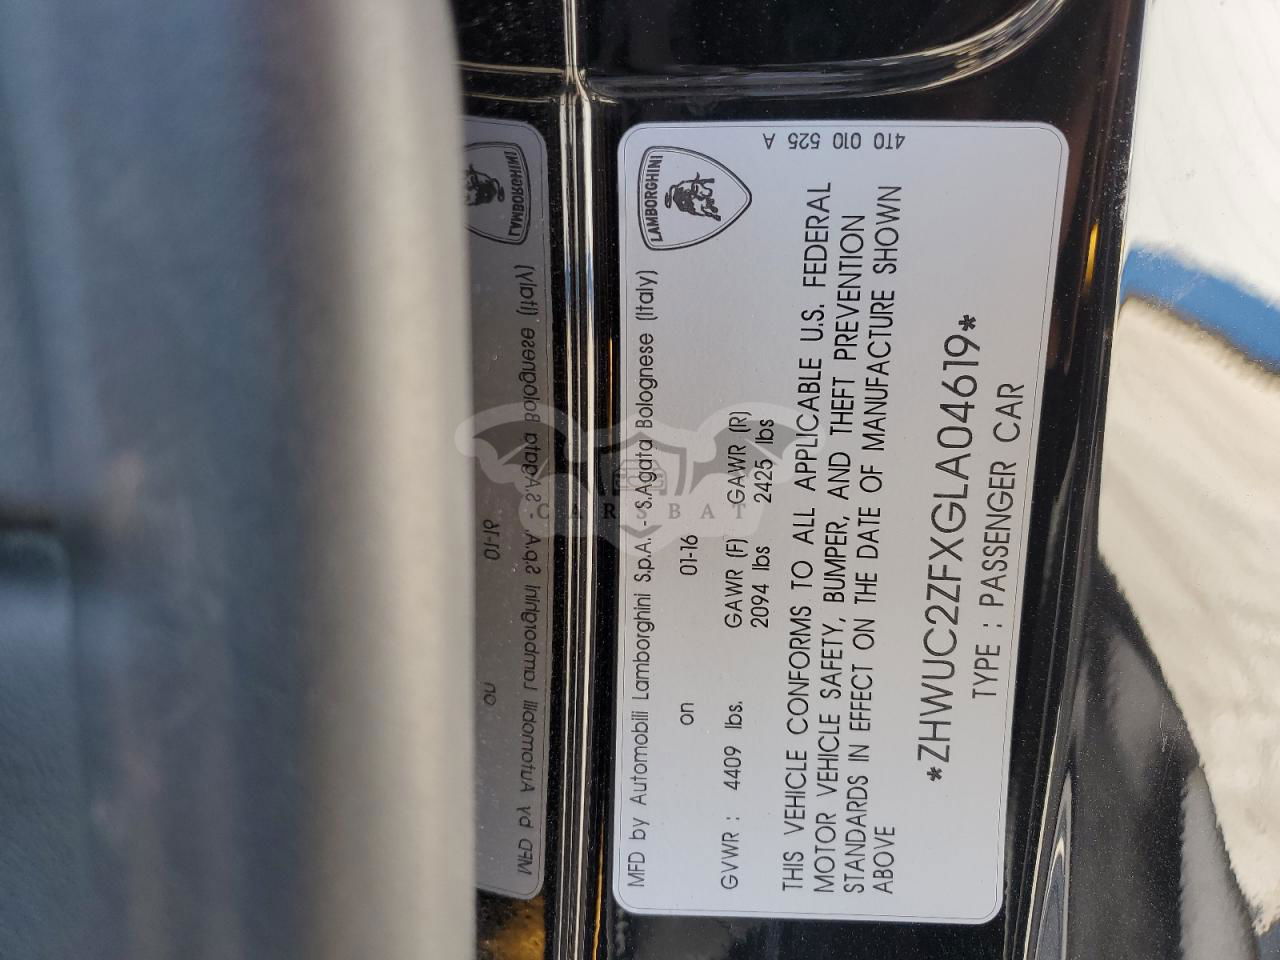 LAMBORGHINI
4T0 010 525 A
MFD by Automobili Lamborghini S.p.A. - S.Agata Bolognese (Italy)
on 01-16
GVWR : 4409 lbs. GAWR (F) GAWR (R)
2094 lbs 2425 lbs
THIS VEHICLE CONFORMS TO ALL APPLICABLE U.S. FEDERAL
MOTOR VEHICLE SAFETY, BUMPER, AND THEFT PREVENTION
STANDARDS IN EFFECT ON THE DATE OF MANUFACTURE SHOWN
ABOVE
*ZHWUC2ZFXGLA04619*
TYPE : PASSENGER CAR
CARSBAT
LAMBORGHINI
MFD by Automobili Lamborghini S.p.A. - S.Agata Bolognese (Italy)
on 01-16